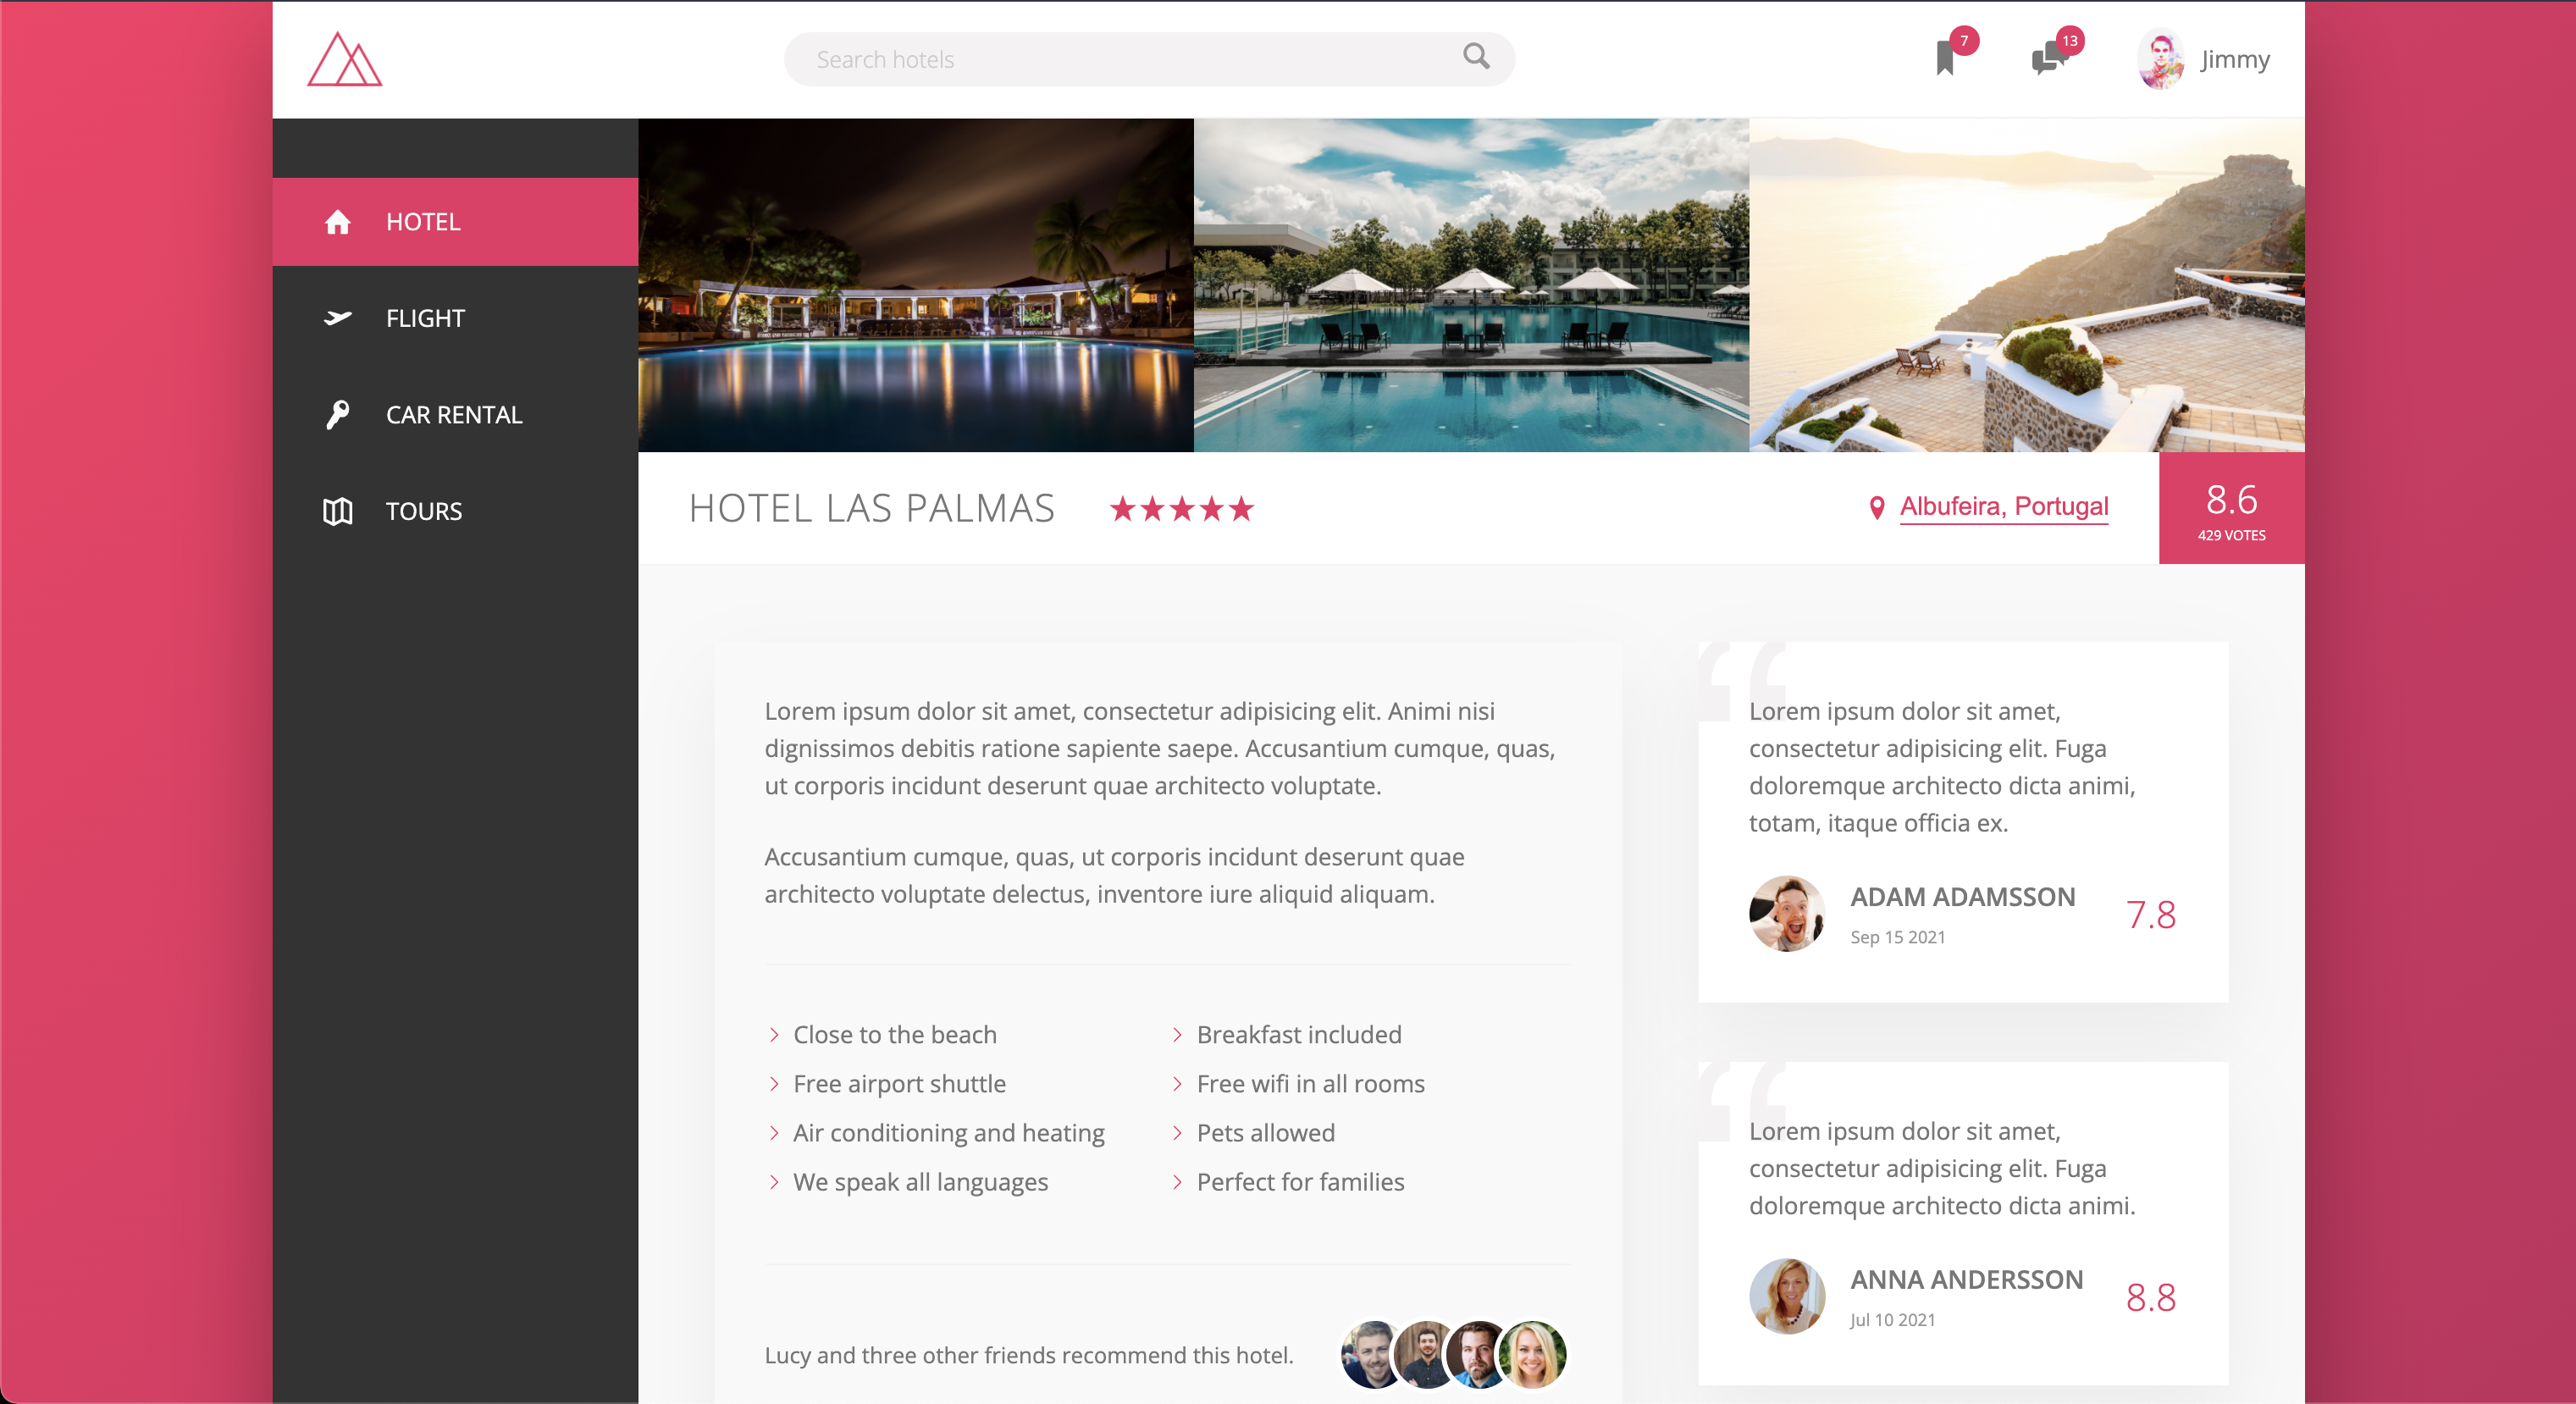 Search hotels
7
13
Jimmy
HOTEL
FLIGHT
CAR RENTAL
TOURS
HOTEL LAS PALMAS
Albufeira, Portugal
8.6
429 VOTES
Lorem ipsum dolor sit amet, consectetur adipisicing elit. Animi nisi
dignissimos debitis ratione sapiente saepe. Accusantium cumque, quas,
ut corporis incidunt deserunt quae architecto voluptate.
Accusantium cumque, quas, ut corporis incidunt deserunt quae
architecto voluptate delectus, inventore iure aliquid aliquam.
Close to the beach
Breakfast included
Free airport shuttle
Free wifi in all rooms
Air conditioning and heating
Pets allowed
We speak all languages
Perfect for families
Lucy and three other friends recommend this hotel.
“
Lorem ipsum dolor sit amet,
consectetur adipisicing elit. Fuga
doloremque architecto dicta animi,
totam, itaque officia ex.
ADAM ADAMSSON
Sep 15 2021
7.8
“
Lorem ipsum dolor sit amet,
consectetur adipisicing elit. Fuga
doloremque architecto dicta animi.
ANNA ANDERSSON
Jul 10 2021
8.8